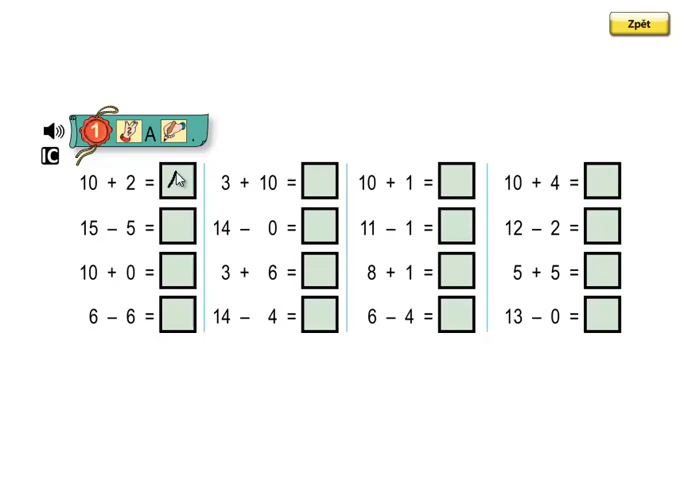 Zpět
1 A .
IC
10 + 2 = 3 + 10 = 10 + 1 = 10 + 4 =
15 – 5 = 14 – 0 = 11 – 1 = 12 – 2 =
10 + 0 = 3 + 6 = 8 + 1 = 5 + 5 =
6 – 6 = 14 – 4 = 6 – 4 = 13 – 0 =